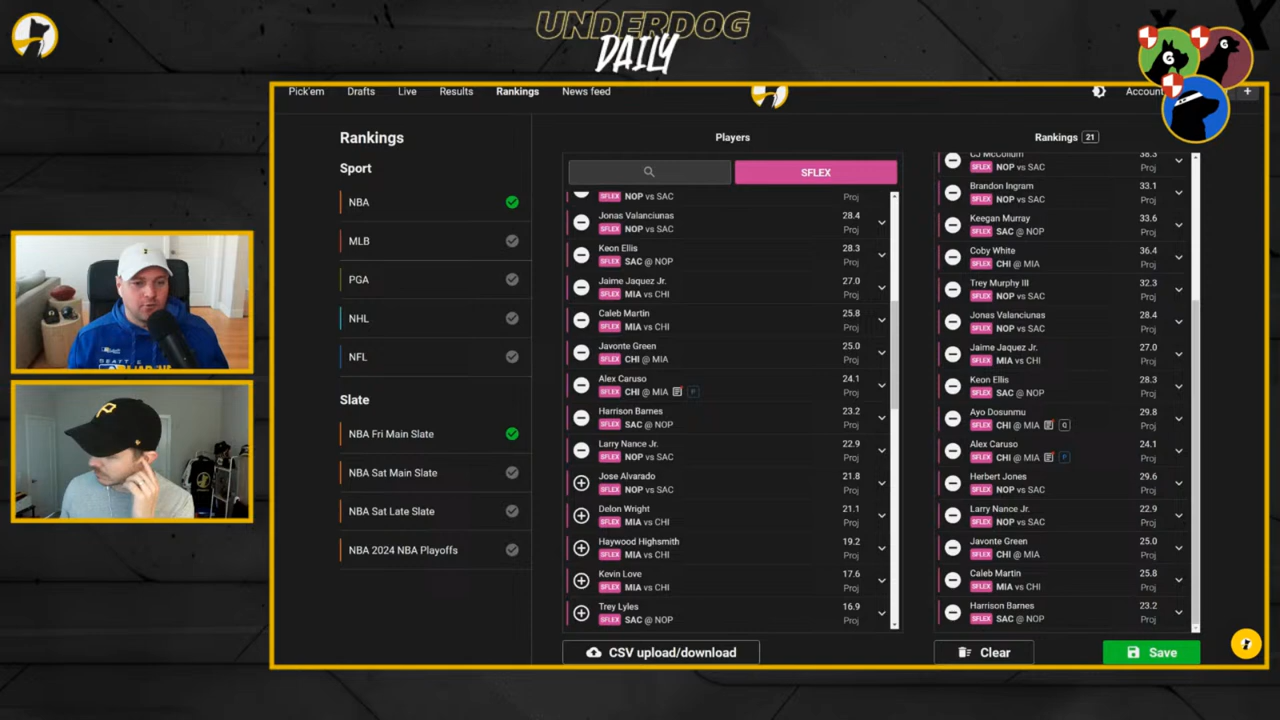 UNDERDOG
DAILY
Pick'em
Drafts
Live
Results
Rankings
News feed
Account
+
Rankings
Sport
NBA
MLB
PGA
NHL
NFL
Slate
NBA Fri Main Slate
NBA Sat Main Slate
NBA Sat Late Slate
NBA 2024 NBA Playoffs
Players
SFLEX
SFLEX NOP vs SAC Proj
Jonas Valanciunas 28.4
SFLEX NOP vs SAC Proj
Keon Ellis 28.3
SFLEX SAC @ NOP Proj
Jaime Jaquez Jr. 27.0
SFLEX MIA vs CHI Proj
Caleb Martin 25.8
SFLEX MIA vs CHI Proj
Javonte Green 25.0
SFLEX CHI @ MIA Proj
Alex Caruso 24.1
SFLEX CHI @ MIA P Proj
Harrison Barnes 23.2
SFLEX SAC @ NOP Proj
Larry Nance Jr. 22.9
SFLEX NOP vs SAC Proj
Jose Alvarado 21.8
SFLEX NOP vs SAC Proj
Delon Wright 21.1
SFLEX MIA vs CHI Proj
Haywood Highsmith 19.2
SFLEX MIA vs CHI Proj
Kevin Love 17.6
SFLEX MIA vs CHI Proj
Trey Lyles 16.9
SFLEX SAC @ NOP Proj
CSV upload/download
Rankings 21
CJ McCollum 38.3
SFLEX NOP vs SAC Proj
Brandon Ingram 33.1
SFLEX NOP vs SAC Proj
Keegan Murray 33.6
SFLEX SAC @ NOP Proj
Coby White 36.4
SFLEX CHI @ MIA Proj
Trey Murphy III 32.3
SFLEX NOP vs SAC Proj
Jonas Valanciunas 28.4
SFLEX NOP vs SAC Proj
Jaime Jaquez Jr. 27.0
SFLEX MIA vs CHI Proj
Keon Ellis 28.3
SFLEX SAC @ NOP Proj
Ayo Dosunmu 29.8
SFLEX CHI @ MIA Q Proj
Alex Caruso 24.1
SFLEX CHI @ MIA P Proj
Herbert Jones 29.6
SFLEX NOP vs SAC Proj
Larry Nance Jr. 22.9
SFLEX NOP vs SAC Proj
Javonte Green 25.0
SFLEX CHI @ MIA Proj
Caleb Martin 25.8
SFLEX MIA vs CHI Proj
Harrison Barnes 23.2
SFLEX SAC @ NOP Proj
Clear
Save
G
G
P